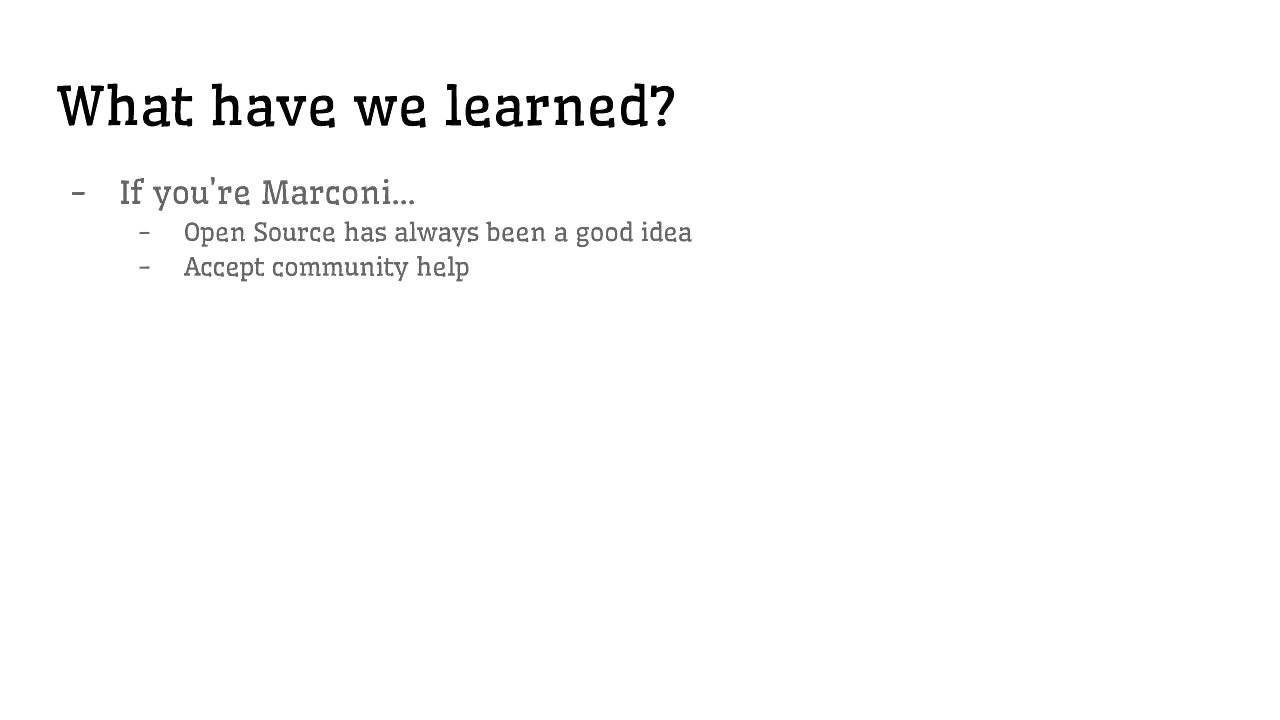 What have we learned?
- If you're Marconi...
- Open Source has always been a good idea
- Accept community help